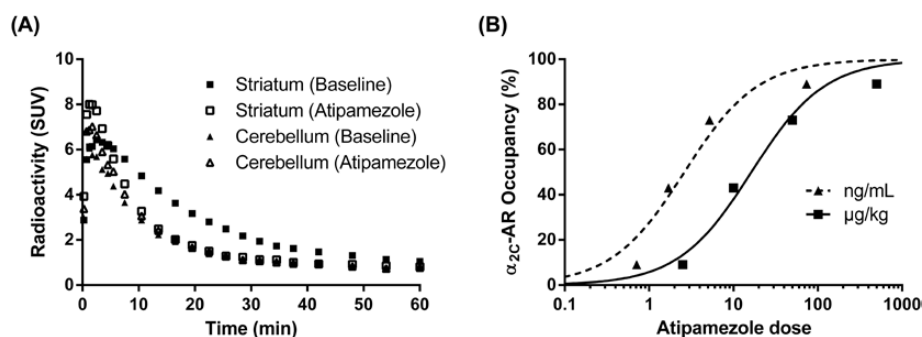 (A)
Radioactivity (SUV)
10
8
6
4
2
0
0 10 20 30 40 50 60
Time (min)
Striatum (Baseline)
Striatum (Atipamezole)
Cerebellum (Baseline)
Cerebellum (Atipamezole)
(B)
α2C-AR Occupancy (%)
100
80
60
40
20
0
0.1 1 10 100 1000
Atipamezole dose
ng/mL
µg/kg